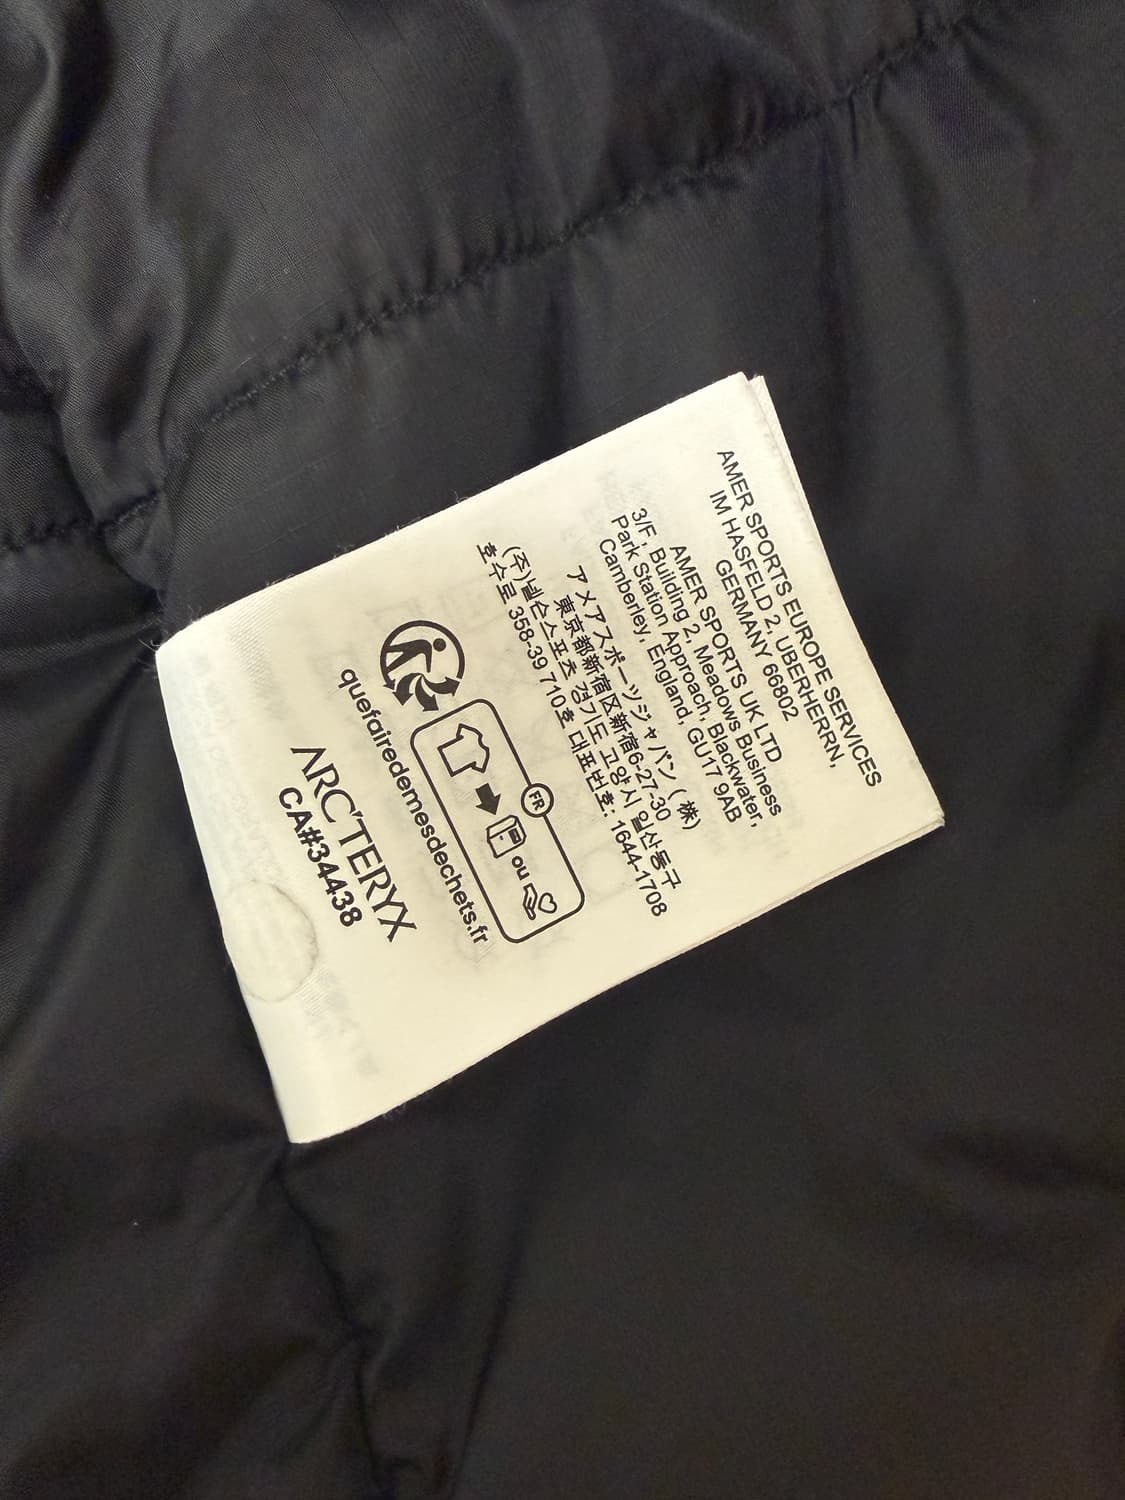 AMER SPORTS EUROPE SERVICES
IM HASFELD 2, UBERHERRN,
GERMANY 66802
AMER SPORTS UK LTD
3/F, Building 2, Meadows Business
Park Station Approach, Blackwater,
Camberley, England, GU17 9AB
アメアスポーツジャパン(株)
東京都新宿区新宿6-27-30
(주)넬슨스포츠 경기도 고양시 일산동구
호수로 358-39 710호 대표번호: 1644-1708
FR
ou
quefairedemesdechets.fr
ARC'TERYX
CA#34438